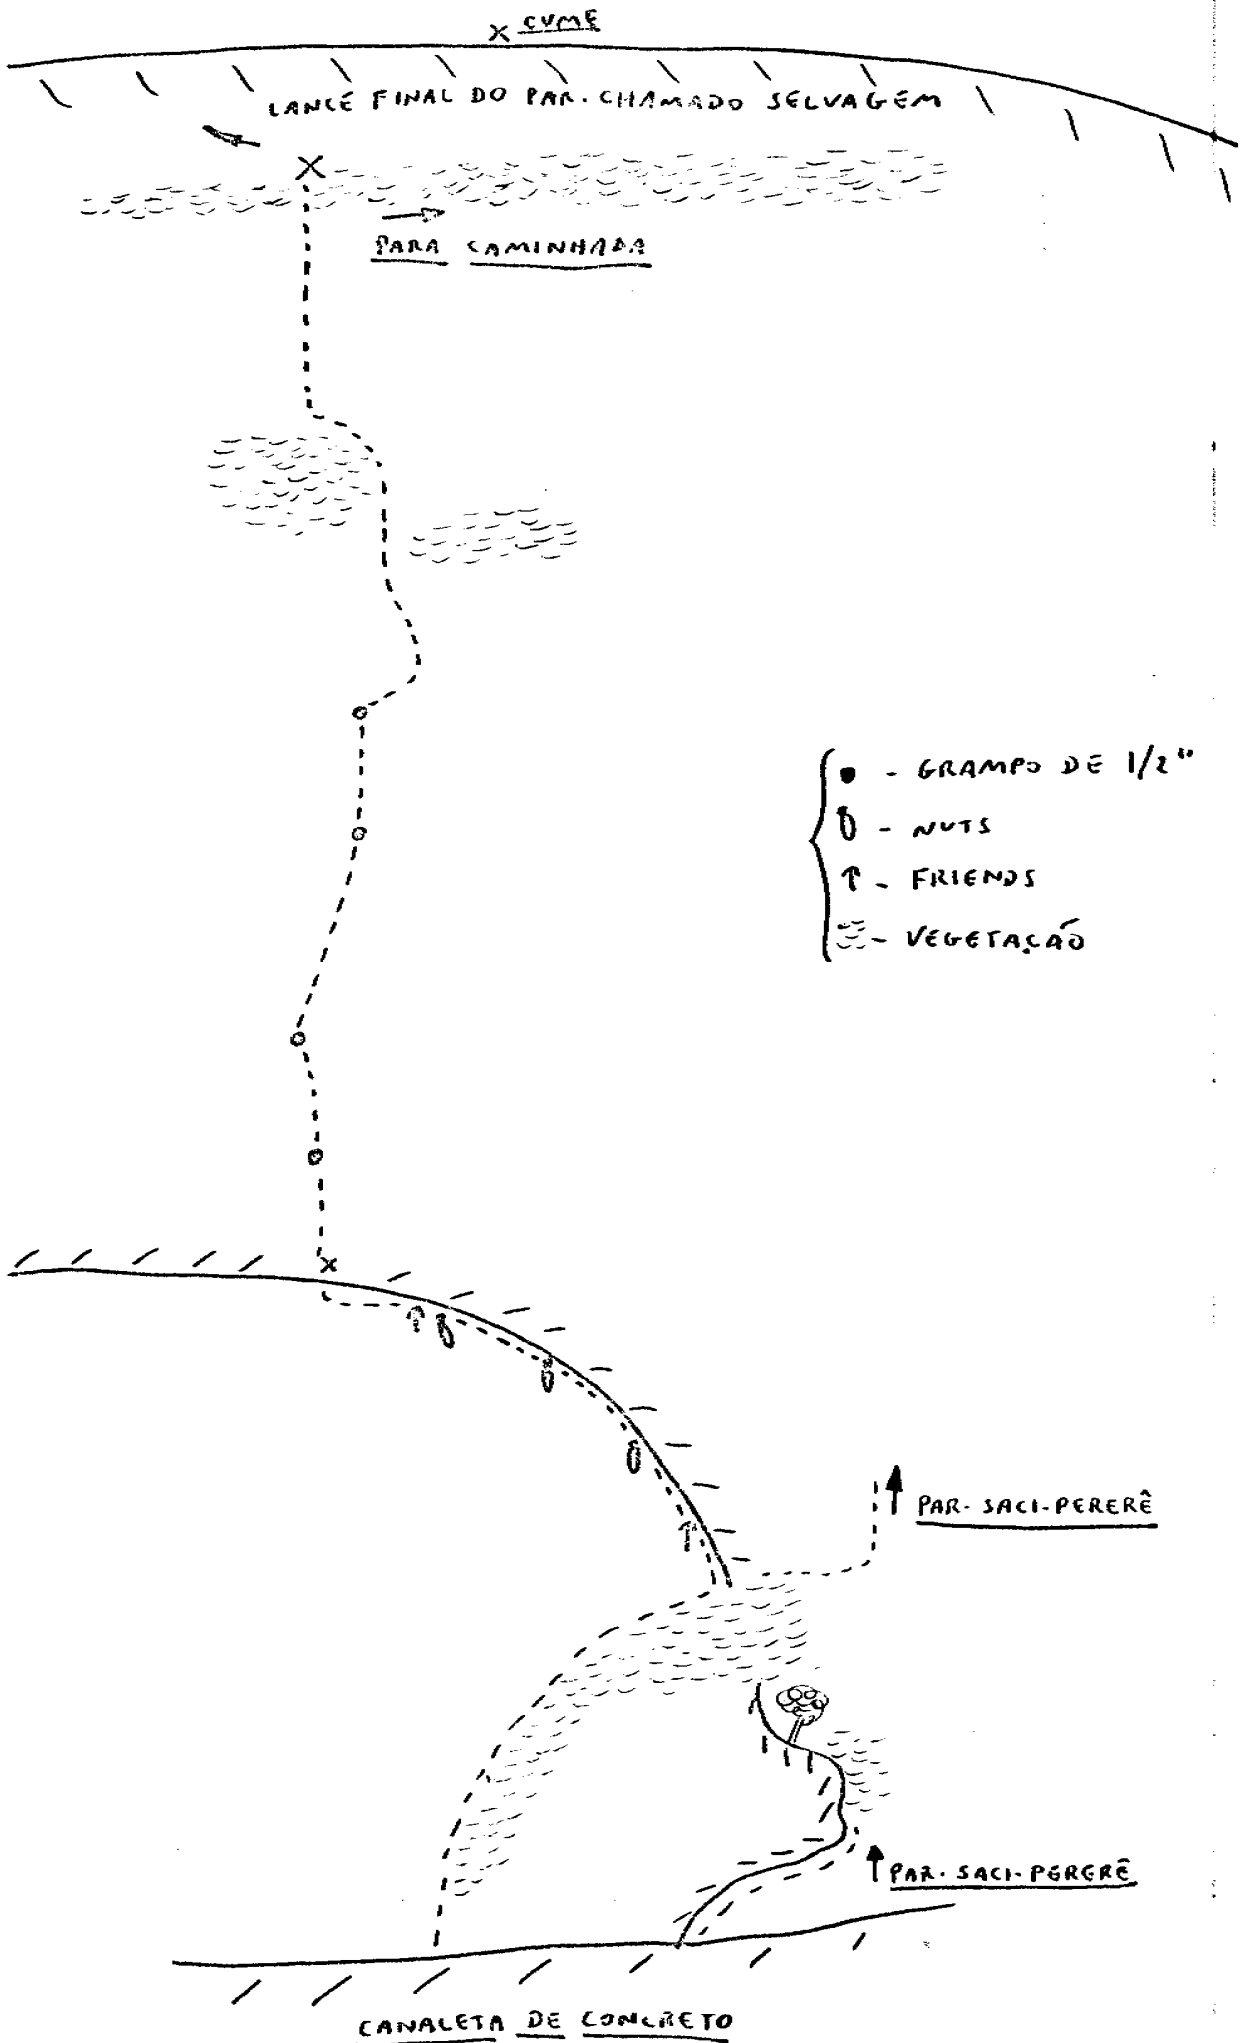 X CUME
LANCE FINAL DO PAR. CHAMADO SELVAGEM
X
PARA CAMINHADA
- GRAMPO DE 1/2"
- NUTS
- FRIENDS
- VEGETAÇÃO
X
PAR. SACI-PERERÊ
PAR. SACI-PERERÊ
CANALETA DE CONCRETO